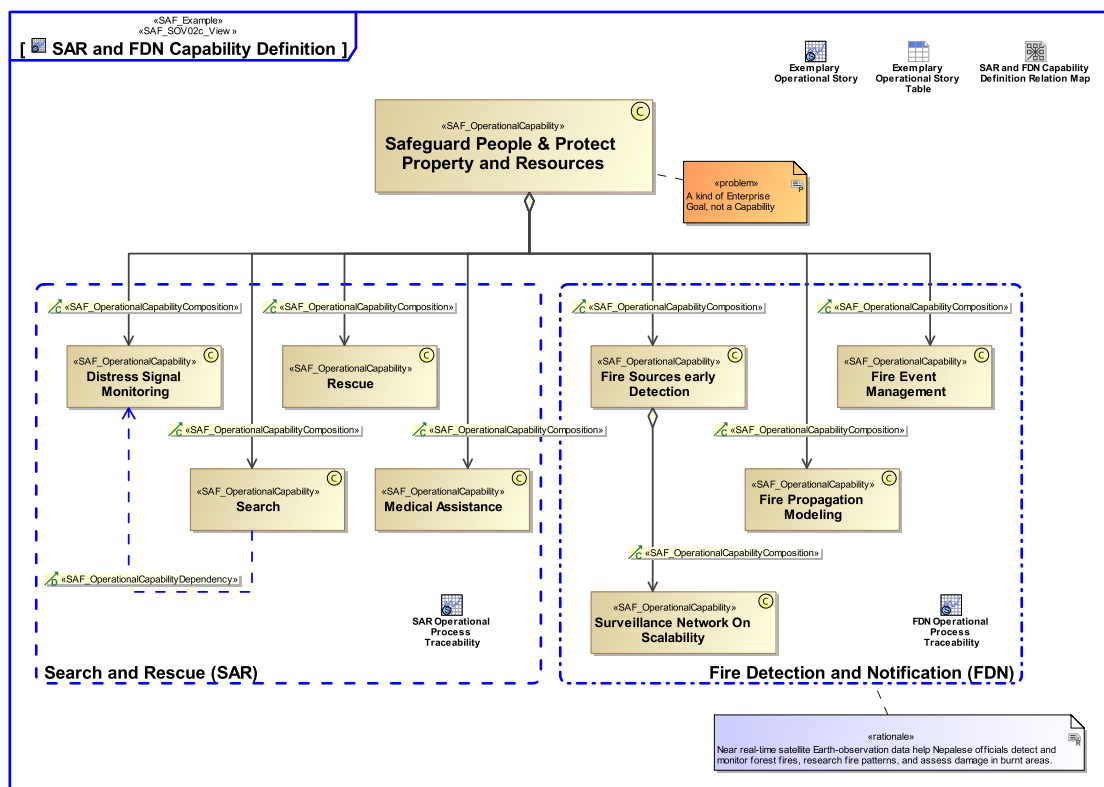 «SAF_Example»
«SAF_SOV02c_View »
[ SAR and FDN Capability Definition ]
Exemplary
Operational Story
Exemplary
Operational Story
Table
SAR and FDN Capability
Definition Relation Map
«SAF_OperationalCapability»
Safeguard People & Protect
Property and Resources
C
«problem»
A kind of Enterprise
Goal, not a Capability
P
C «SAF_OperationalCapabilityComposition»
C «SAF_OperationalCapabilityComposition»
C «SAF_OperationalCapabilityComposition»
C «SAF_OperationalCapabilityComposition»
«SAF_OperationalCapability»
Distress Signal
Monitoring
C
«SAF_OperationalCapability»
Rescue
C
«SAF_OperationalCapability»
Fire Sources early
Detection
C
«SAF_OperationalCapability»
Fire Event
Management
C
C «SAF_OperationalCapabilityComposition»
C «SAF_OperationalCapabilityComposition»
C «SAF_OperationalCapabilityComposition»
«SAF_OperationalCapability»
Search
C
«SAF_OperationalCapability»
Medical Assistance
C
«SAF_OperationalCapability»
Fire Propagation
Modeling
C
C «SAF_OperationalCapabilityComposition»
D «SAF_OperationalCapabilityDependency»
«SAF_OperationalCapability»
Surveillance Network On
Scalability
C
SAR Operational
Process
Traceability
FDN Operational
Process
Traceability
Search and Rescue (SAR)
Fire Detection and Notification (FDN)
«rationale»
R
Near real-time satellite Earth-observation data help Nepalese officials detect and
monitor forest fires, research fire patterns, and assess damage in burnt areas.